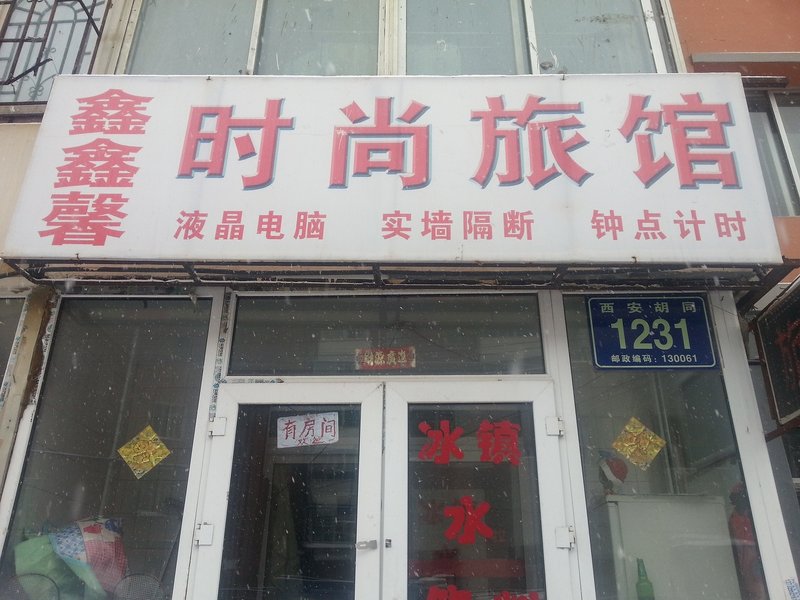 鑫鑫馨
时尚旅馆
液晶电脑 实墙隔断 钟点计时
西安胡同
1231
邮政编码：130061
有房间
冰镇
水